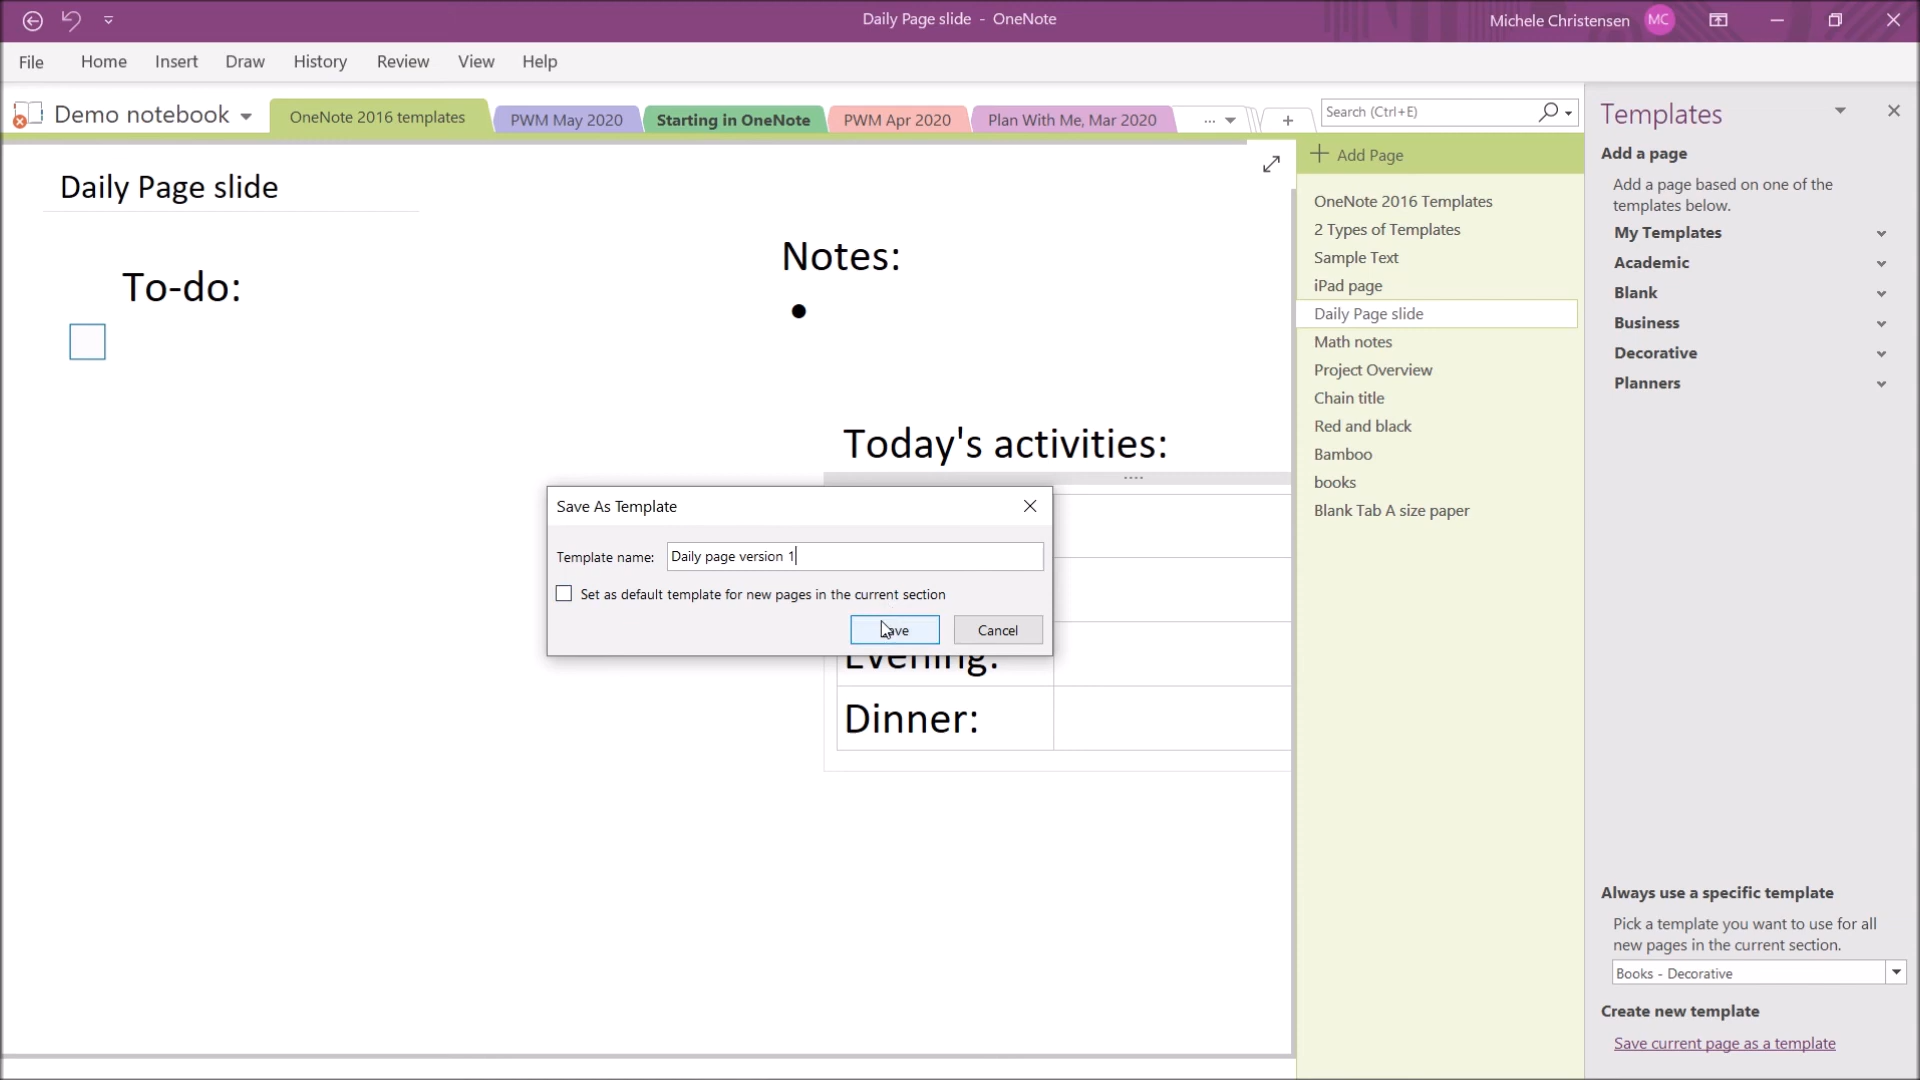 Daily Page slide - OneNote
Michele Christensen MC
File Home Insert Draw History Review View Help
Demo notebook
OneNote 2016 templates
PWM May 2020
Starting in OneNote
PWM Apr 2020
Plan With Me, Mar 2020
...
Search (Ctrl+E)
Daily Page slide
To-do:
Notes:
Today's activities:
Evening:
Dinner:
Save As Template
Template name: Daily page version 1
Set as default template for new pages in the current section
Cancel
Add Page
OneNote 2016 Templates
2 Types of Templates
Sample Text
iPad page
Daily Page slide
Math notes
Project Overview
Chain title
Red and black
Bamboo
books
Blank Tab A size paper
Templates
Add a page
Add a page based on one of the
templates below.
My Templates
Academic
Blank
Business
Decorative
Planners
Always use a specific template
Pick a template you want to use for all
new pages in the current section.
Books - Decorative
Create new template
Save current page as a template